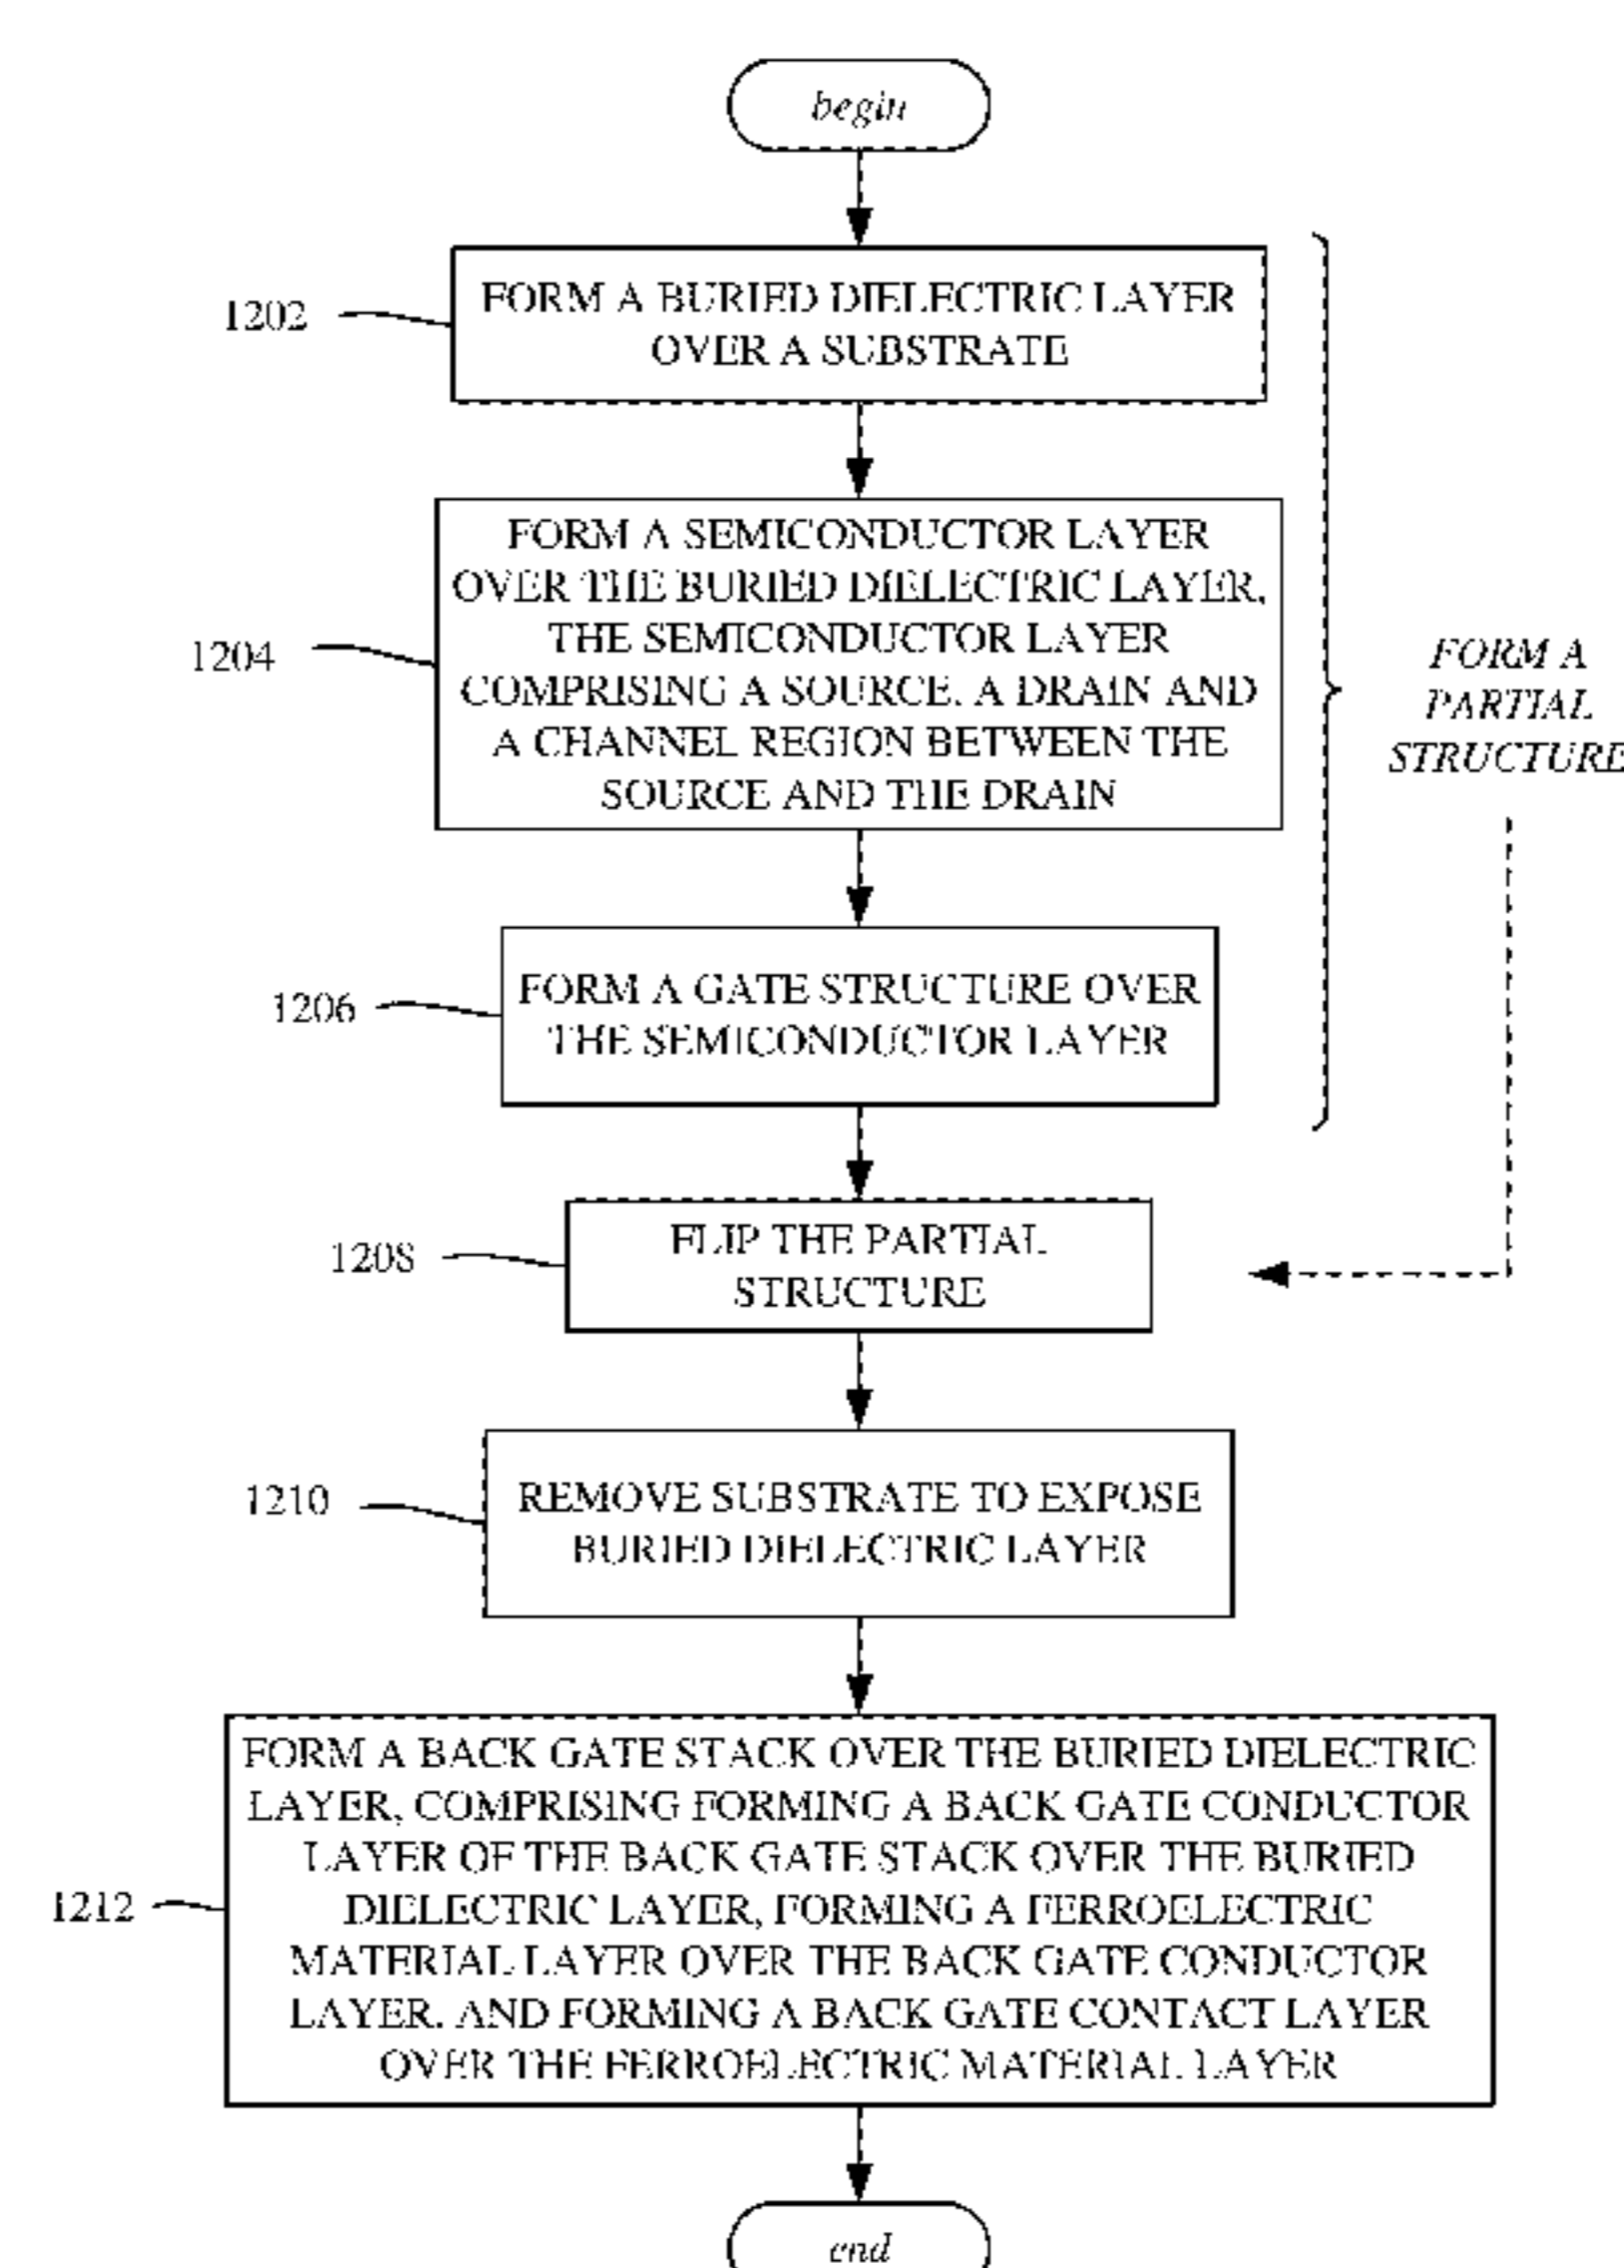 begin
1202
FORM A BURIED DIELECTRIC LAYER
OVER A SUBSTRATE
1204
FORM A SEMICONDUCTOR LAYER
OVER THE BURIED DIELECTRIC LAYER,
THE SEMICONDUCTOR LAYER
COMPRISING A SOURCE, A DRAIN AND
A CHANNEL REGION BETWEEN THE
SOURCE AND THE DRAIN
FORM A
PARTIAL
STRUCTURE
1206
FORM A GATE STRUCTURE OVER
THE SEMICONDUCTOR LAYER
1208
FLIP THE PARTIAL
STRUCTURE
1210
REMOVE SUBSTRATE TO EXPOSE
BURIED DIELECTRIC LAYER
1212
FORM A BACK GATE STACK OVER THE BURIED DIELECTRIC
LAYER, COMPRISING FORMING A BACK GATE CONDUCTOR
LAYER OF THE BACK GATE STACK OVER THE BURIED
DIELECTRIC LAYER, FORMING A FERROELECTRIC
MATERIAL LAYER OVER THE BACK GATE CONDUCTOR
LAYER, AND FORMING A BACK GATE CONTACT LAYER
OVER THE FERROELECTRIC MATERIAL LAYER
end